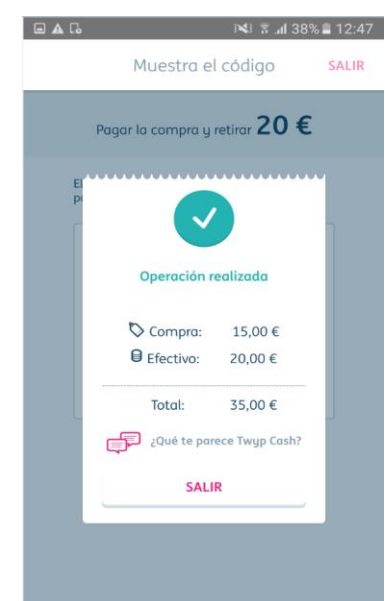 38% 12:47
Muestra el código SALIR
Pagar la compra y retirar 20 €
El
Operación realizada
Compra: 15,00 €
Efectivo: 20,00 €
Total: 35,00 €
¿Qué te parece Twyp Cash?
SALIR